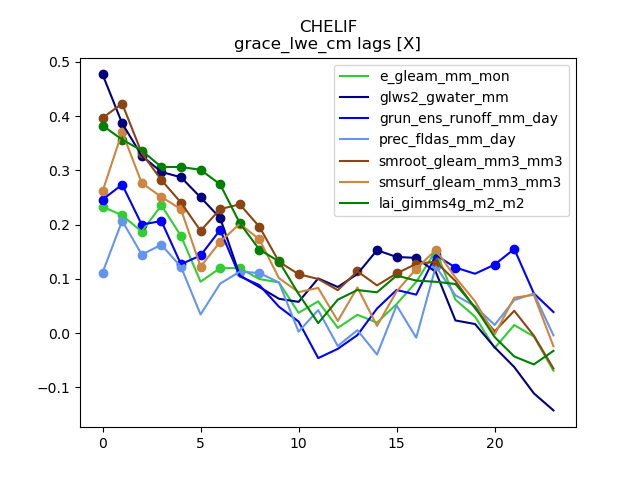 CHELIF
grace_lwe_cm lags [X]
e_gleam_mm_mon
glws2_gwater_mm
grun_ens_runoff_mm_day
prec_fldas_mm_day
smroot_gleam_mm3_mm3
smsurf_gleam_mm3_mm3
lai_gimms4g_m2_m2
0.5
0.4
0.3
0.2
0.1
0.0
−0.1
0 5 10 15 20